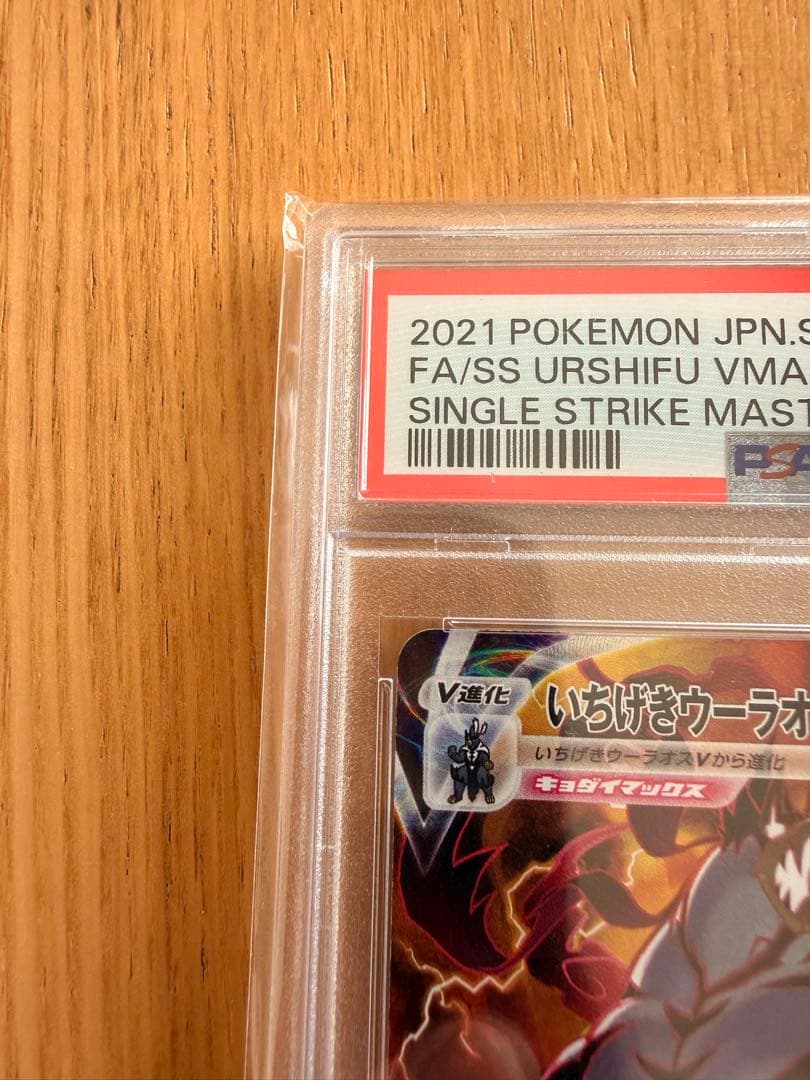 2021 POKEMON JPN.S
FA/SS URSHIFU VMA
SINGLE STRIKE MAST
PSA
V進化
いちげきウーラオ
いちげきウーラオスVから進化
キョダイマックス